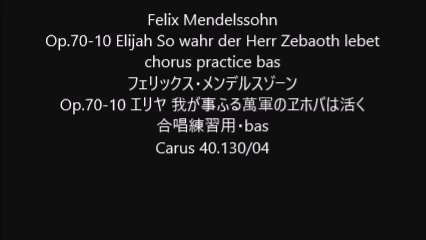 Felix Mendelssohn
Op.70-10 Elijah So wahr der Herr Zebaoth lebet
chorus practice bas
フェリックス・メンデルスゾーン
Op.70-10 エリヤ 我が事ふる萬軍のヱホバは活く
合唱練習用・bas
Carus 40.130/04